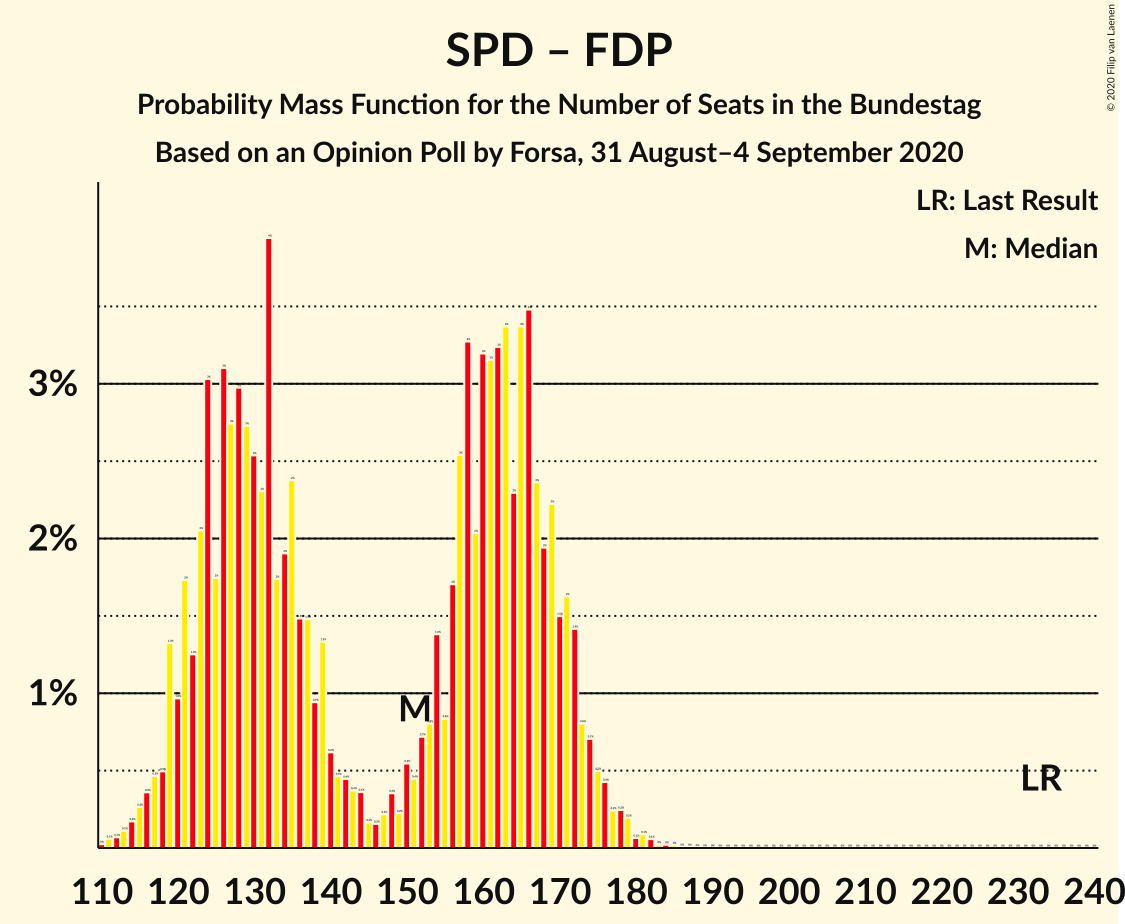 © 2020 Filip van Laenen
SPD – FDP
Probability Mass Function for the Number of Seats in the Bundestag
Based on an Opinion Poll by Forsa, 31 August–4 September 2020
LR: Last Result
M: Median
3%
2%
1%
M
LR
110 120 130 140 150 160 170 180 190 200 210 220 230 240